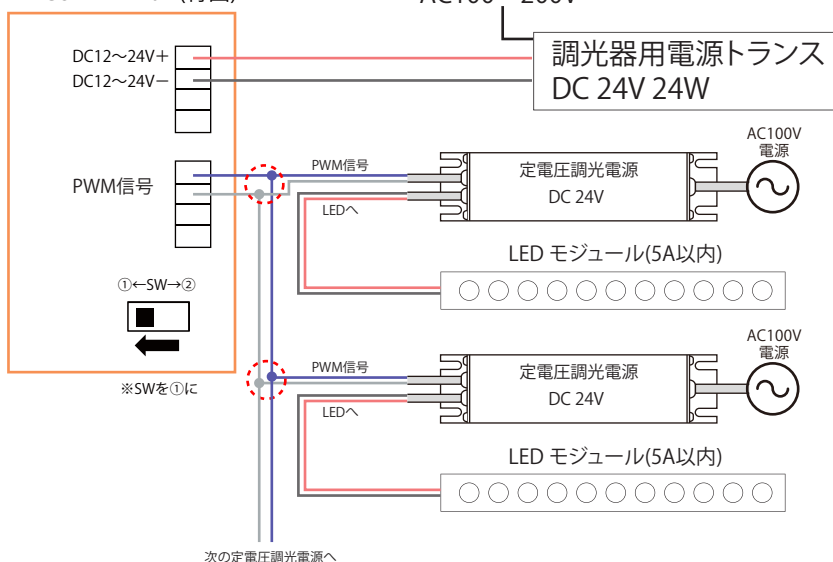 DC12～24V＋
DC12～24V－
調光器用電源トランス
DC 24V 24W
PWM信号
①←SW→②
※SWを①に
PWM信号
LEDへ
定電圧調光電源
DC 24V
AC100V
電源
LED モジュール(5A以内)
PWM信号
LEDへ
定電圧調光電源
DC 24V
AC100V
電源
LED モジュール(5A以内)
次の定電圧調光電源へ